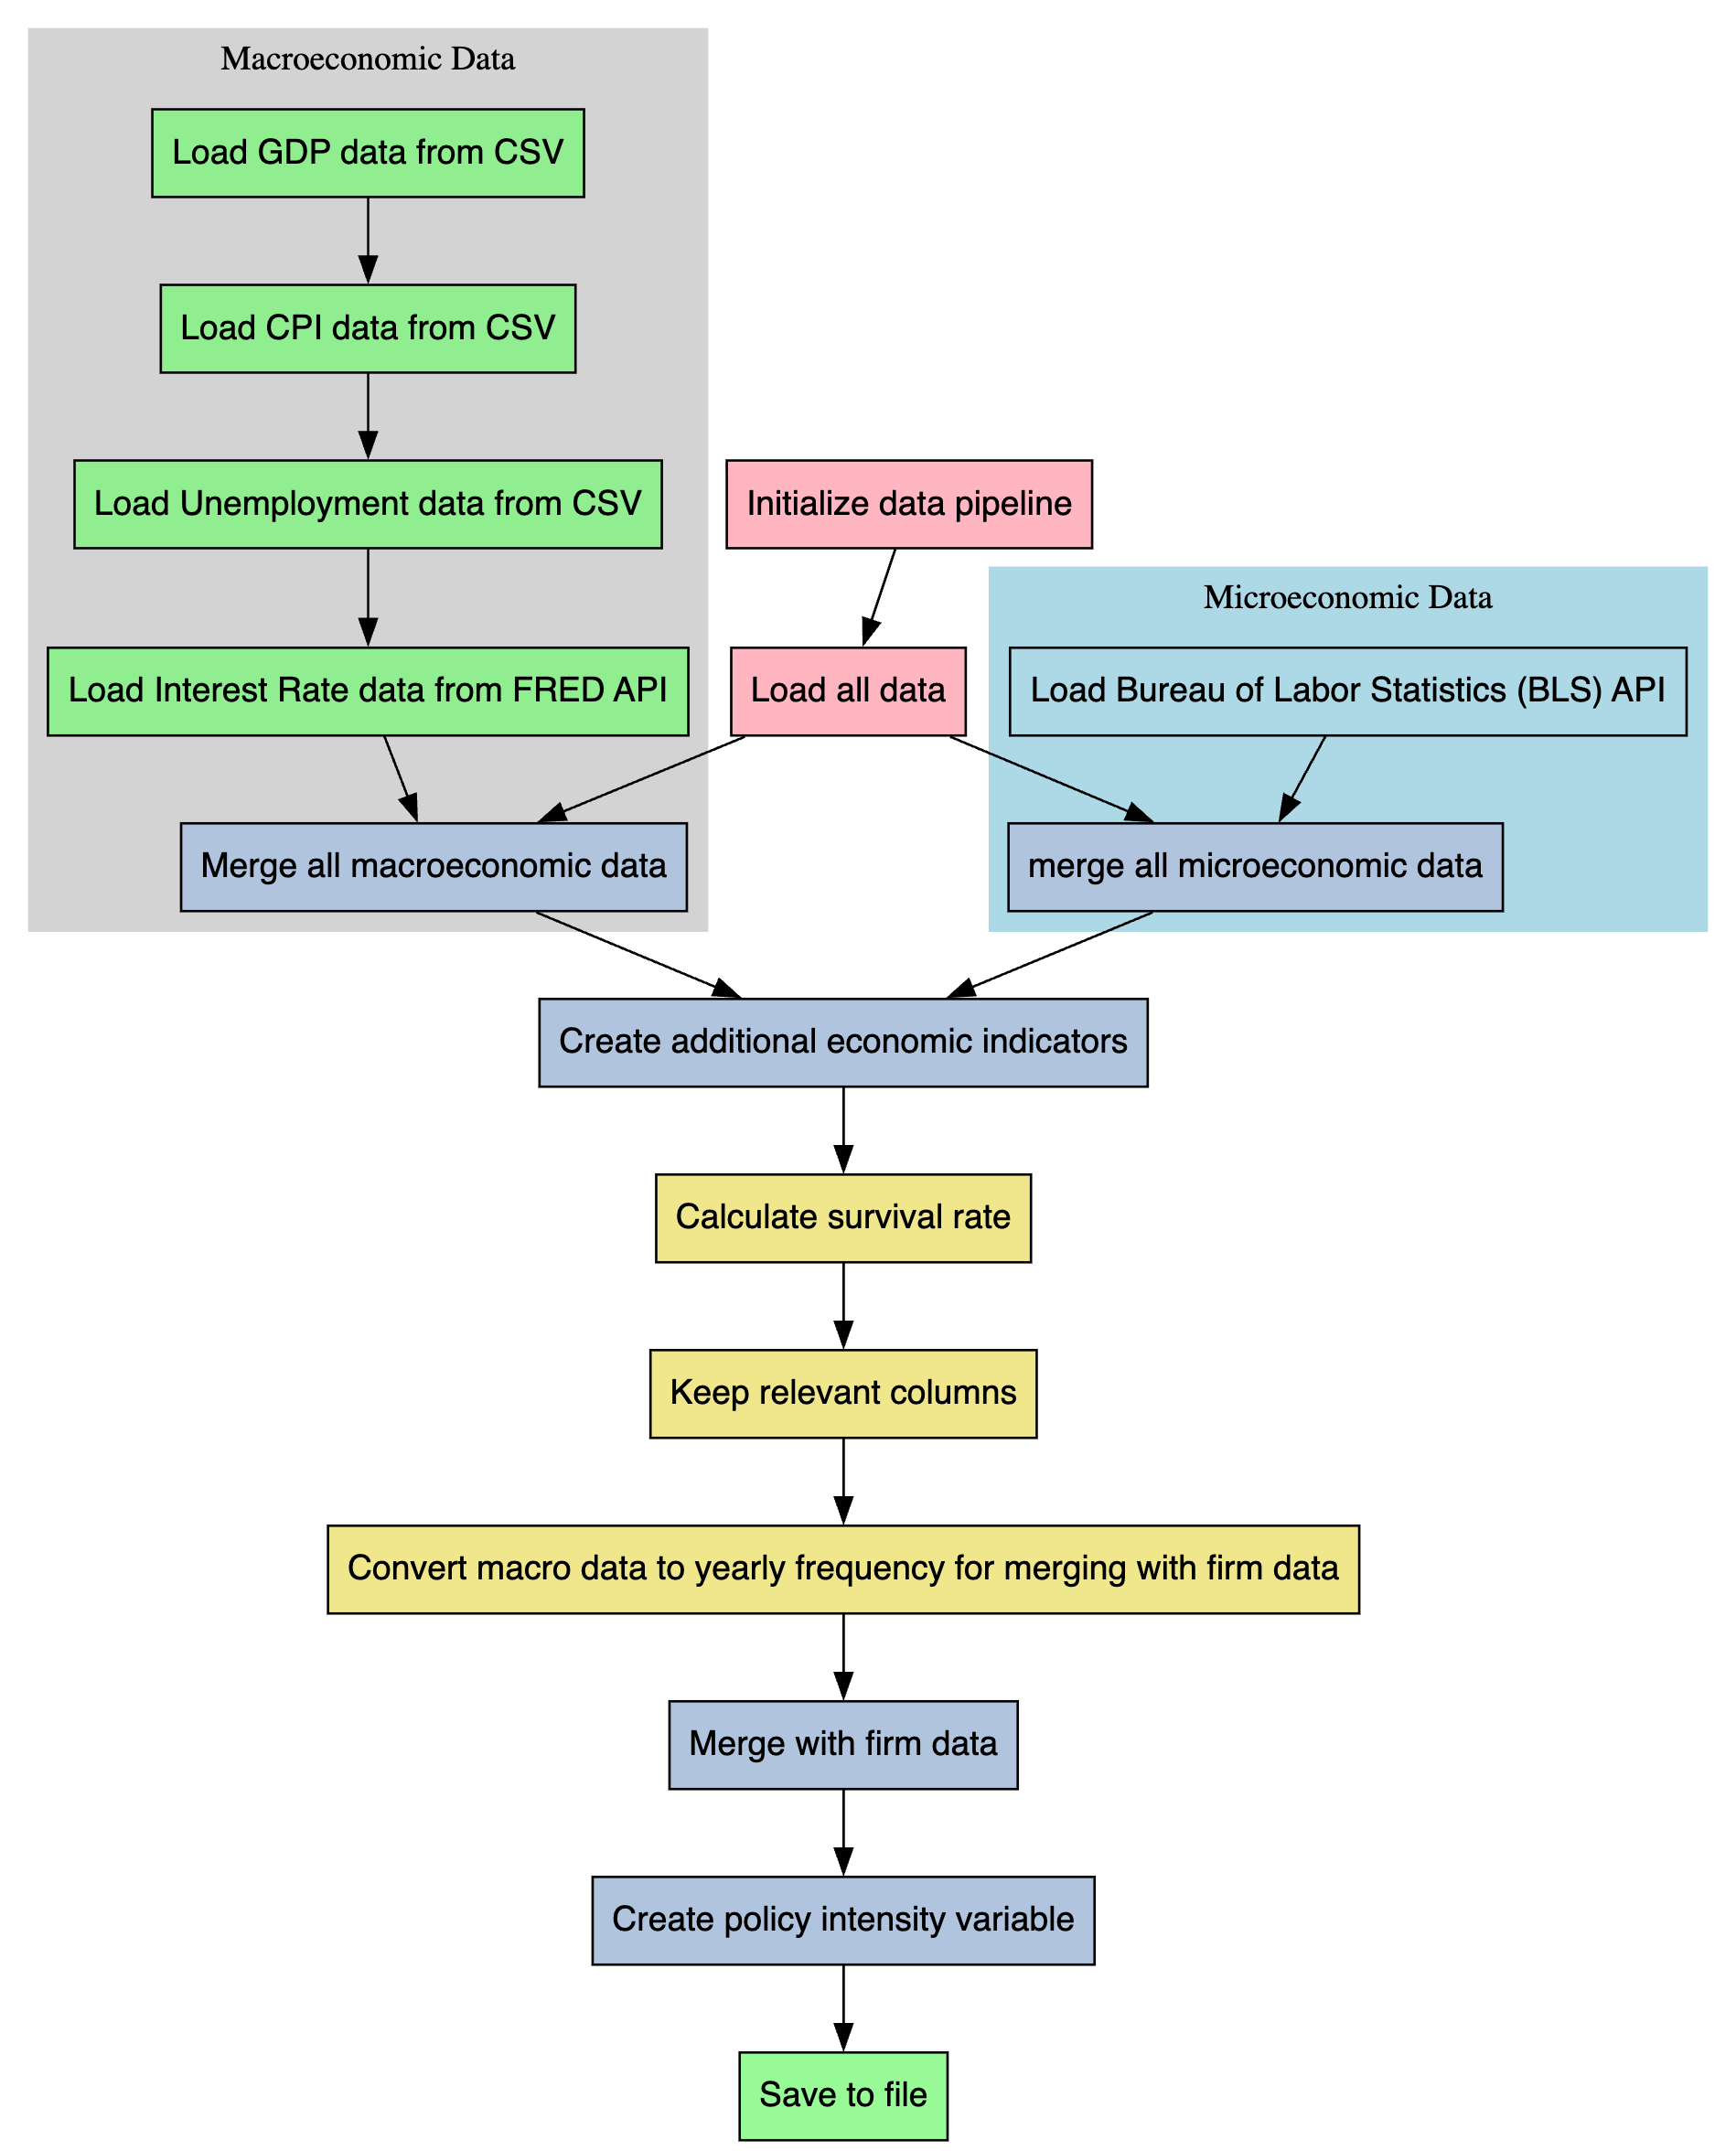 Macroeconomic Data
Load GDP data from CSV
Load CPI data from CSV
Load Unemployment data from CSV
Initialize data pipeline
Microeconomic Data
Load Interest Rate data from FRED API
Load all data
Load Bureau of Labor Statistics (BLS) API
Merge all macroeconomic data
merge all microeconomic data
Create additional economic indicators
Calculate survival rate
Keep relevant columns
Convert macro data to yearly frequency for merging with firm data
Merge with firm data
Create policy intensity variable
Save to file